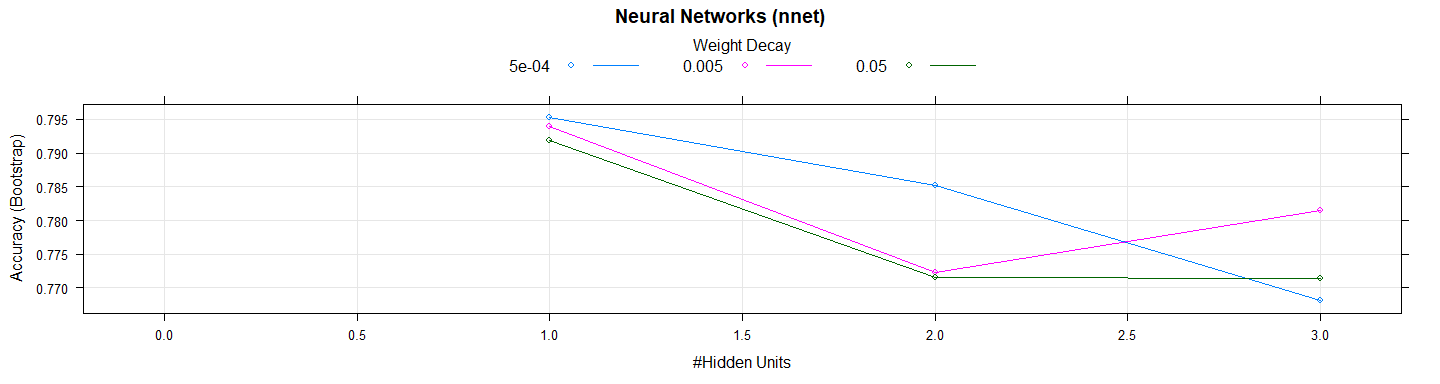 Neural Networks (nnet)
Weight Decay
5e-04 0.005 0.05
Accuracy (Bootstrap)
0.795
0.790
0.785
0.780
0.775
0.770
0.0 0.5 1.0 1.5 2.0 2.5 3.0
#Hidden Units